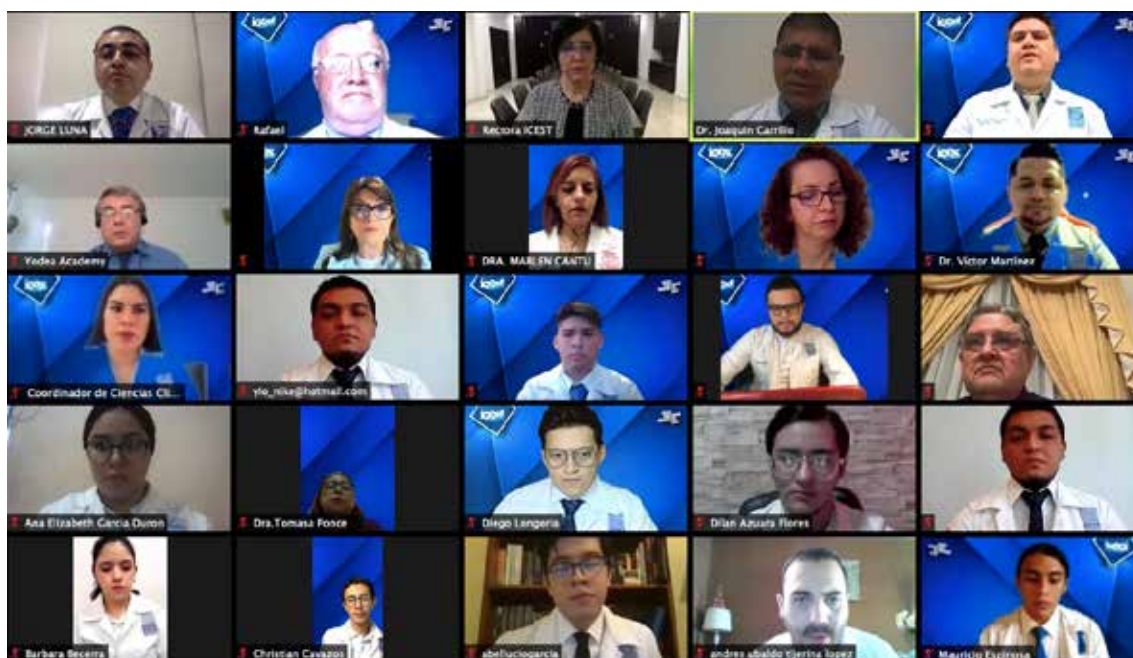 JORGE LUNA
Rafael
Rectora ICEST
Dr. Joaquin Carrillo
Yodea Academy
DRA. MARLEN CANTU
Dr. Victor Martinez
Coordinador de Ciencias Cli...
ylo_nike@hotmail.com
Ana Elizabeth Garcia Duron
Dra.Tomasa Ponce
Diego Longoria
Dilan Azuara Flores
Barbara Becerra
Christian Cavazos
abelluciogarcia
andres ubaldo tijerina lopez
Mauricio Espinosa